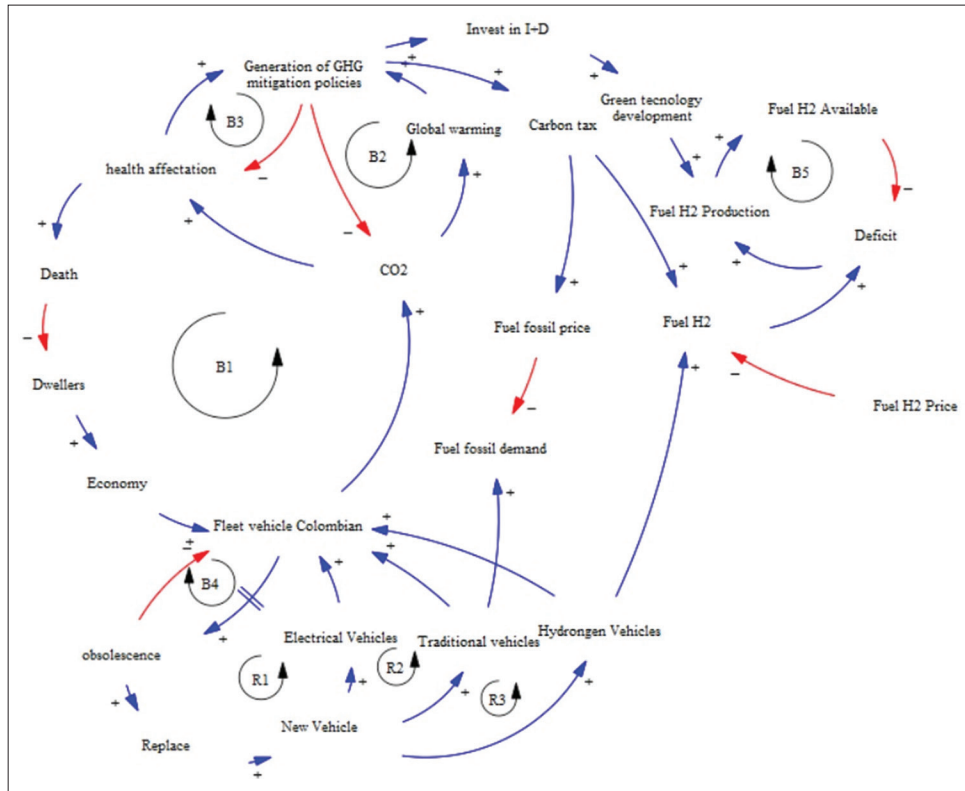 Invest in I+D
Generation of GHG
mitigation policies
Green tecnology
development
Fuel H2 Available
Global warming
Carbon tax
B3
B2
B5
health affectation
Fuel H2 Production
Deficit
Death
CO2
Fuel fossil price
Fuel H2
B1
Dwellers
Fuel H2 Price
Fuel fossil demand
Economy
Fleet vehicle Colombian
B4
Electrical Vehicles
Traditional vehicles
Hydrongen Vehicles
obsolescence
R1
R2
R3
New Vehicle
Replace